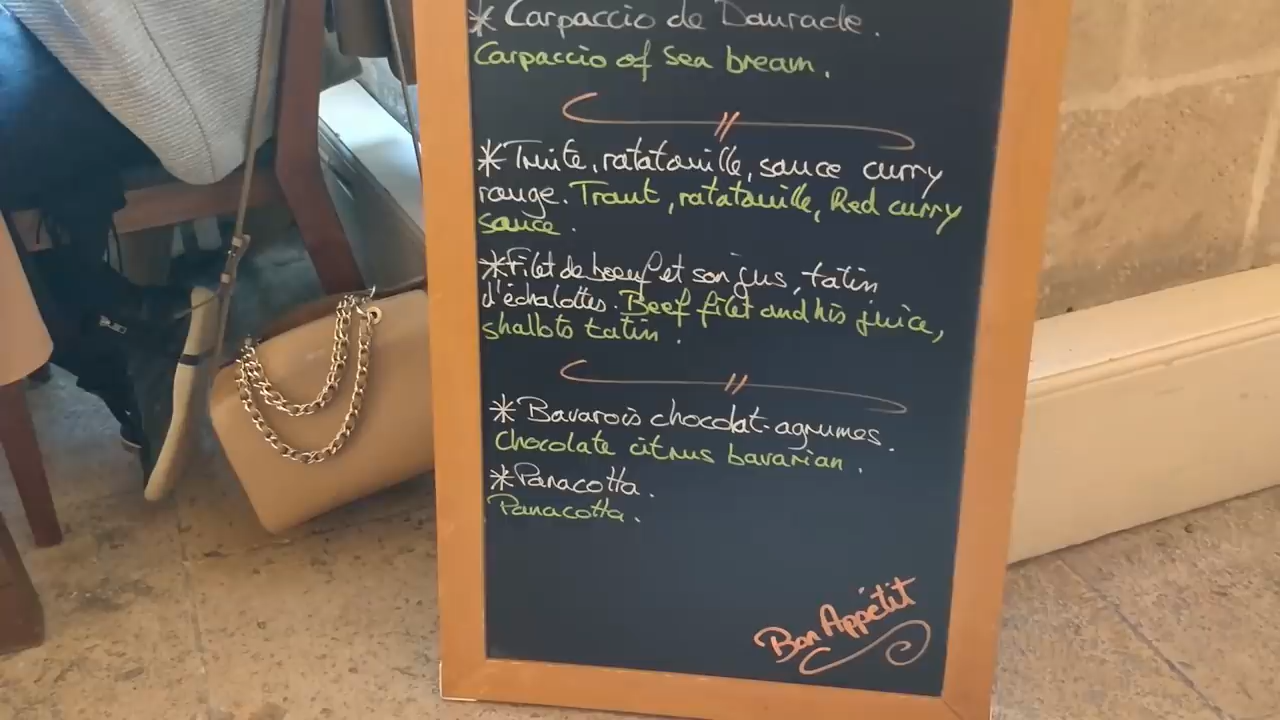 * Carpaccio de Daurade.
Carpaccio of Sea bream.
* Truite, ratatouille, sauce curry
rouge. Traut, ratatouille, Red curry
sauce.
* Filet de boeuf et son jus, tatin
d'échalottes. Beef filet and his juice,
shallots tatin.
* Bavarois chocolat-agrumes.
Chocolate citrus bavarian.
* Panacotta.
Panacotta.
Bon Appétit